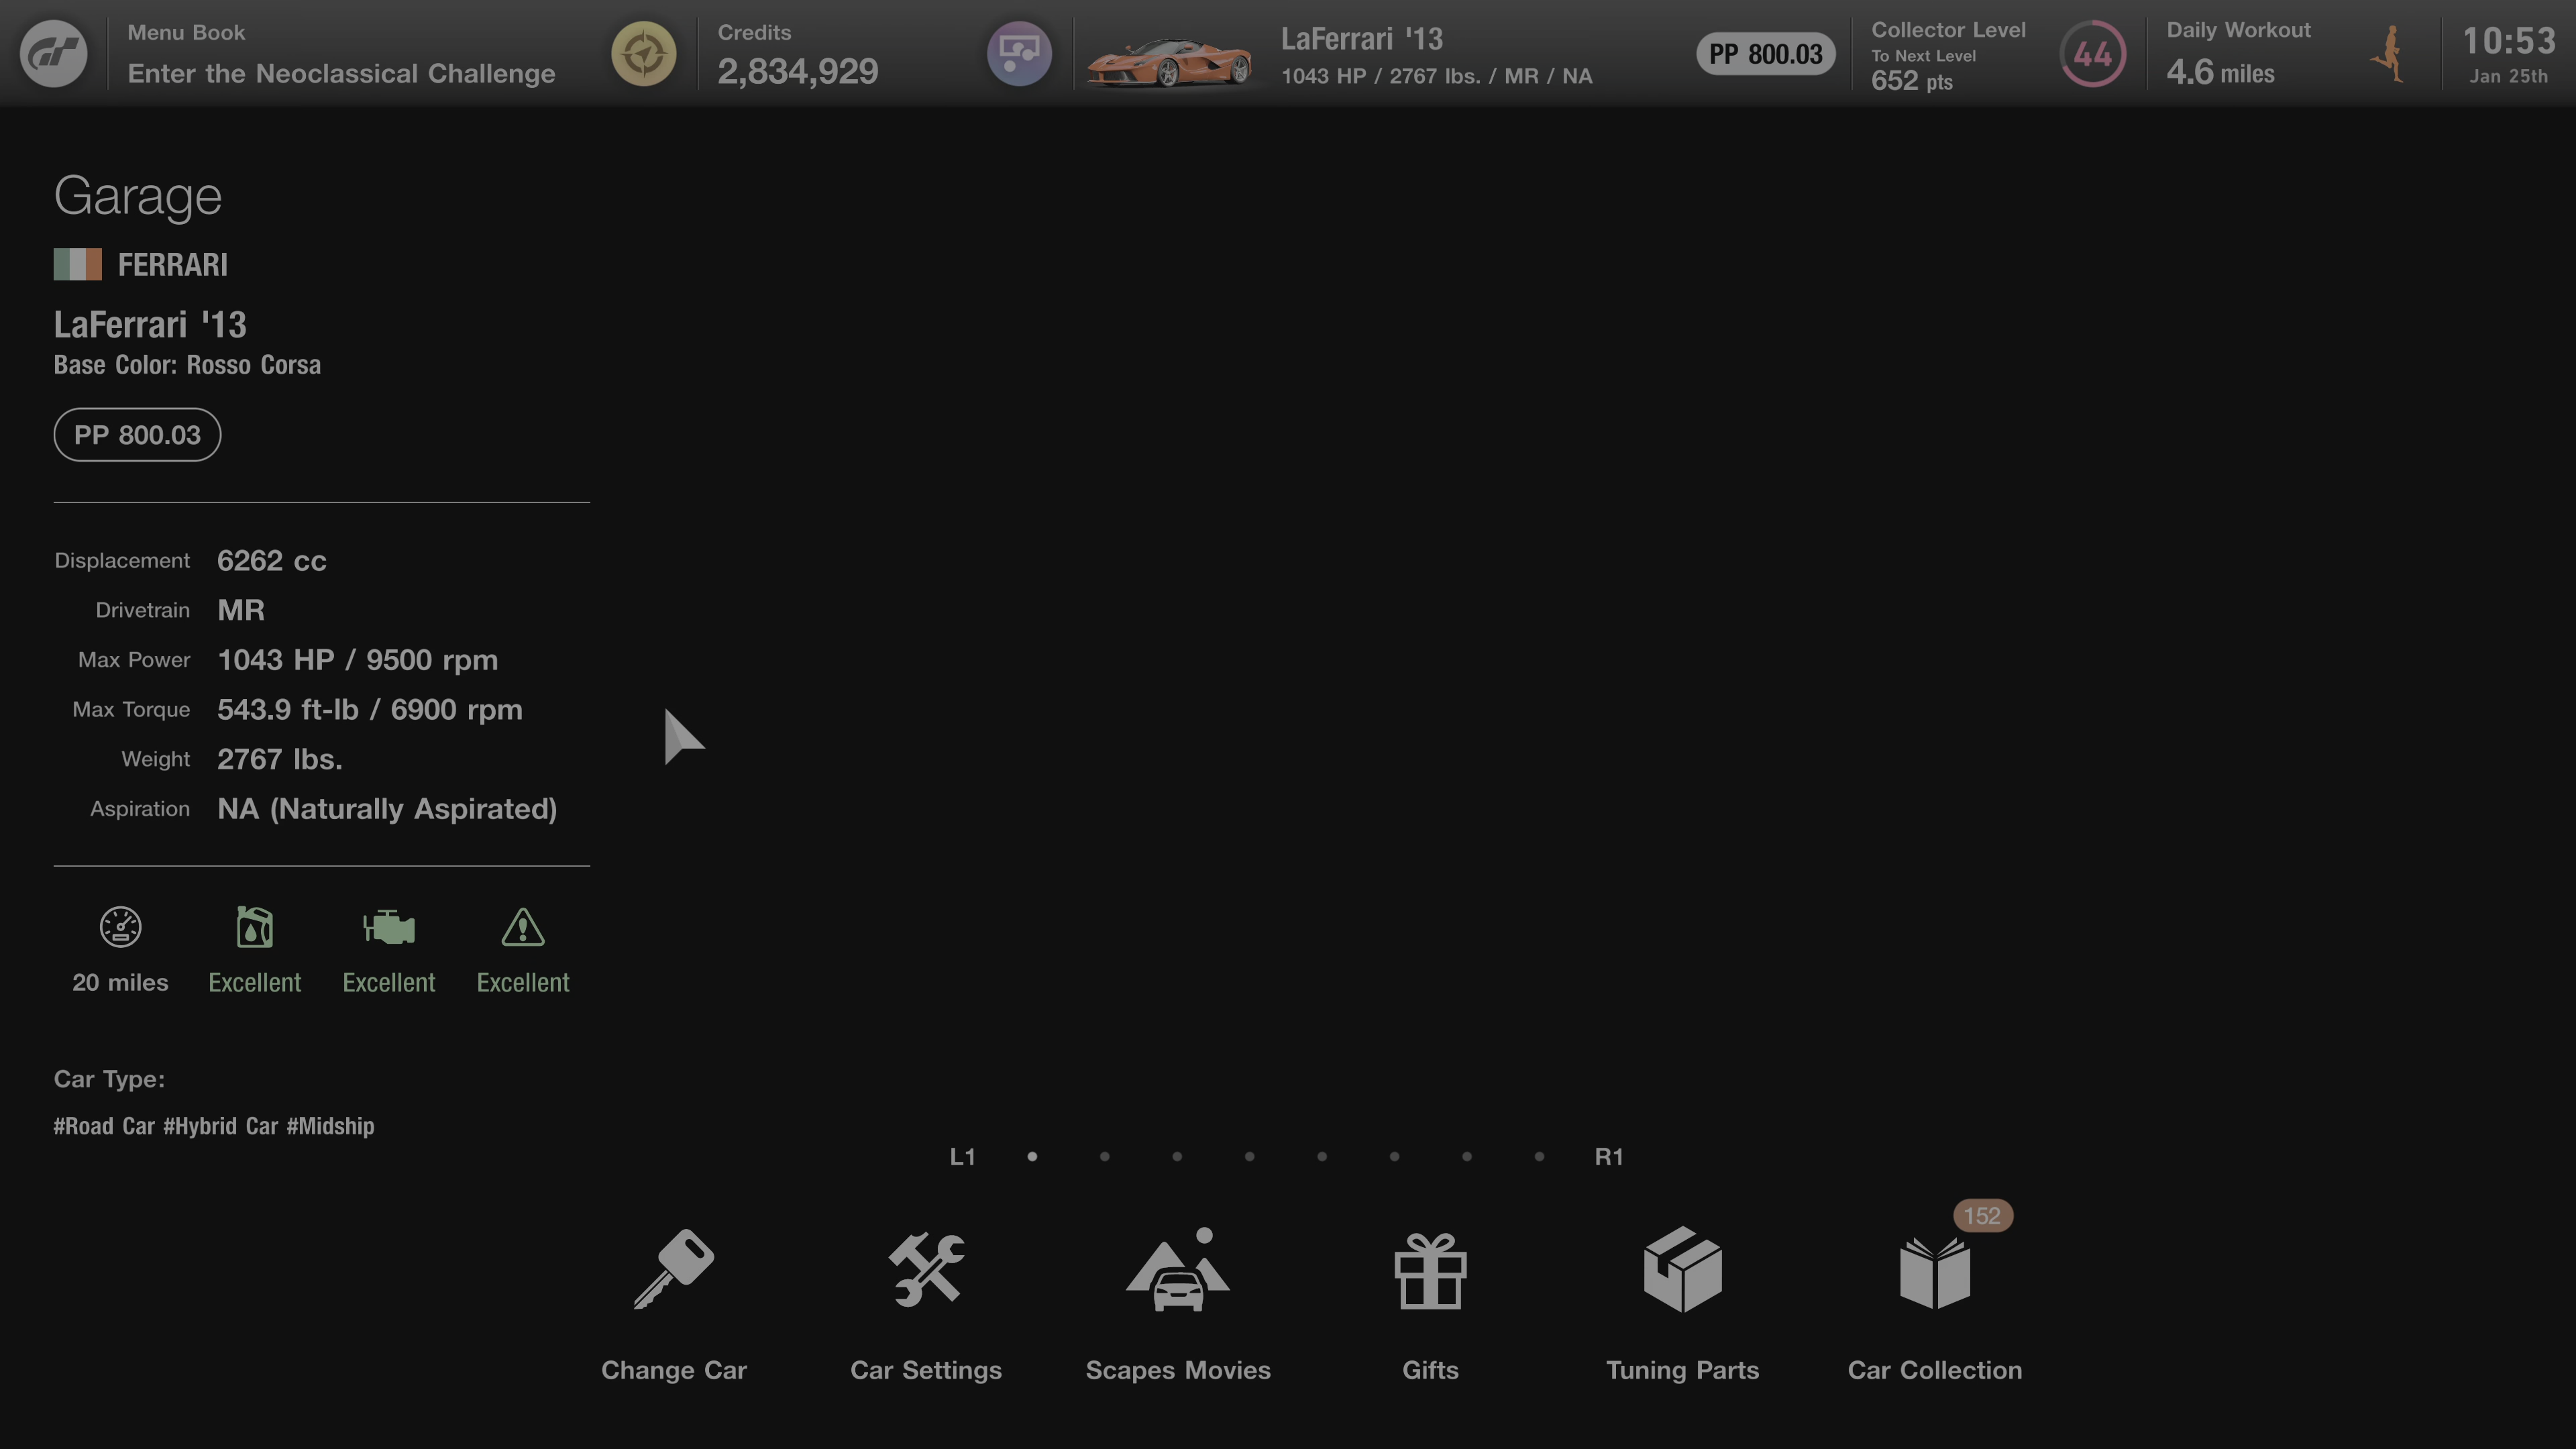 Menu Book
Enter the Neoclassical Challenge
Credits
2,834,929
LaFerrari '13
1043 HP / 2767 lbs. / MR / NA
PP 800.03
Collector Level
To Next Level
652 pts
44
Daily Workout
4.6 miles
10:53
Jan 25th
Garage
FERRARI
LaFerrari '13
Base Color: Rosso Corsa
PP 800.03
Displacement 6262 cc
Drivetrain MR
Max Power 1043 HP / 9500 rpm
Max Torque 543.9 ft-lb / 6900 rpm
Weight 2767 lbs.
Aspiration NA (Naturally Aspirated)
20 miles Excellent Excellent Excellent
Car Type:
#Road Car #Hybrid Car #Midship
L1 R1
152
Change Car Car Settings Scapes Movies Gifts Tuning Parts Car Collection